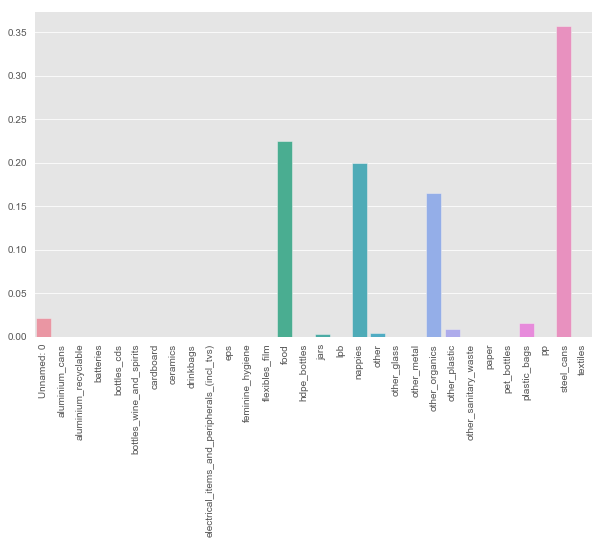 0.35
0.30
0.25
0.20
0.15
0.10
0.05
0.00
Unnamed: 0
aluminium_cans
aluminium_recyclable
batteries
bottles_cds
bottles_wine_and_spirits
cardboard
ceramics
drinkbags
electrical_items_and_peripherals_(incl_tvs)
eps
feminine_hygiene
flexibles_film
food
hdpe_bottles
jars
lpb
nappies
other
other_glass
other_metal
other_organics
other_plastic
other_sanitary_waste
paper
pet_bottles
plastic_bags
pp
steel_cans
textiles